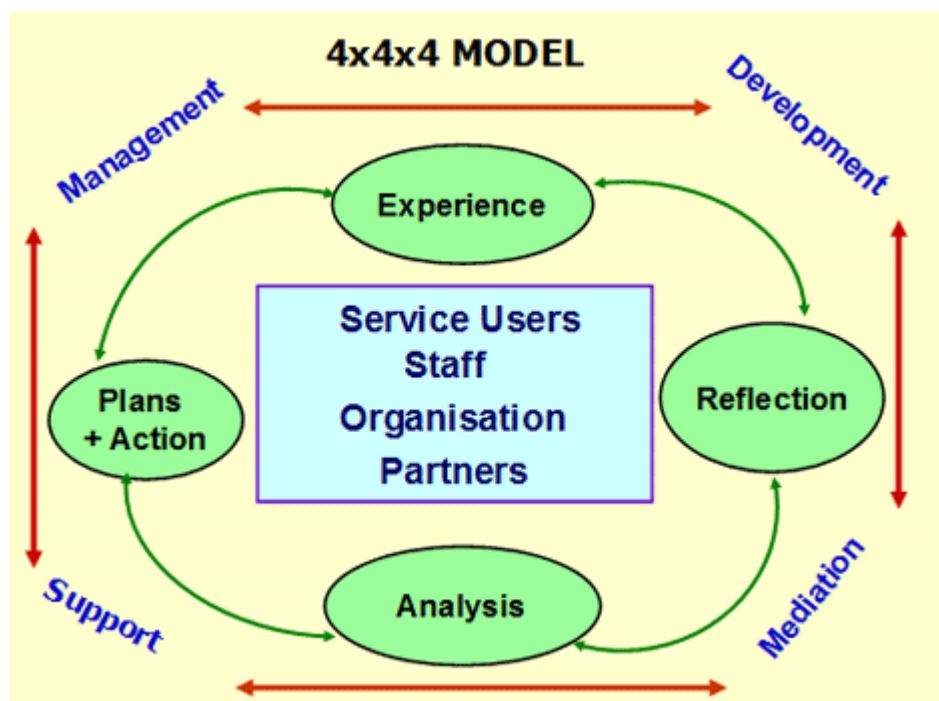 4x4x4 MODEL
Management
Development
Experience
Service Users
Staff
Organisation
Partners
Plans
+ Action
Reflection
Analysis
Support
Mediation